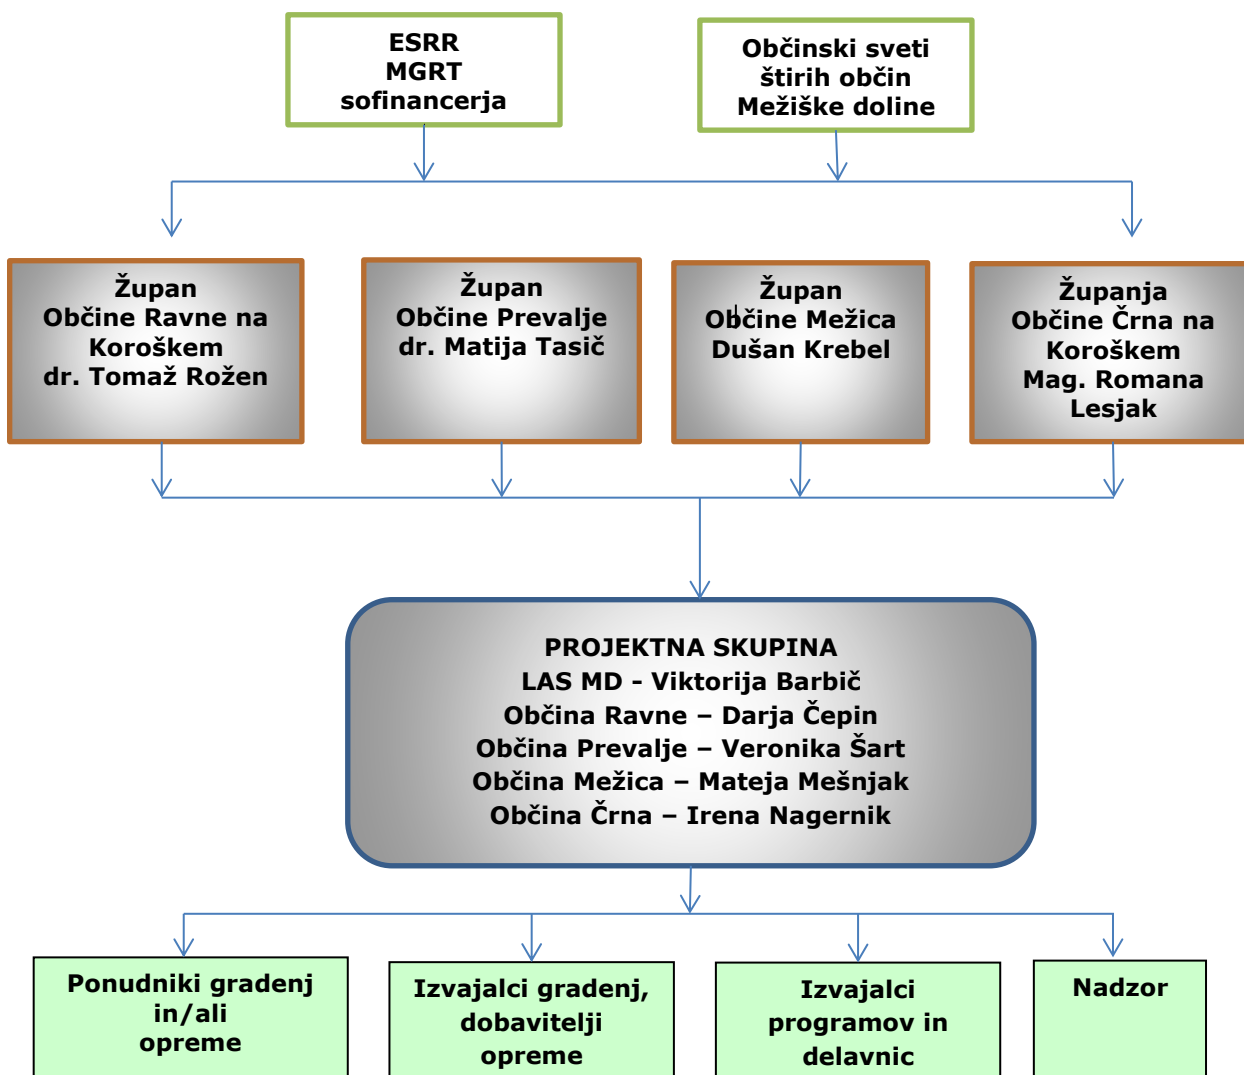 ESRR
MGRT
sofinancerja
Občinski sveti
štirih občin
Mežiške doline
Župan
Občine Ravne na
Koroškem
dr. Tomaž Rožen
Župan
Občine Prevalje
dr. Matija Tasič
Župan
Občine Mežica
Dušan Krebel
Županja
Občine Črna na
Koroškem
Mag. Romana
Lesjak
PROJEKTNA SKUPINA
LAS MD - Viktorija Barbič
Občina Ravne – Darja Čepin
Občina Prevalje – Veronika Šart
Občina Mežica – Mateja Mešnjak
Občina Črna – Irena Nagernik
Ponudniki gradenj
in/ali
opreme
Izvajalci gradenj,
dobavitelji
opreme
Izvajalci
programov in
delavnic
Nadzor